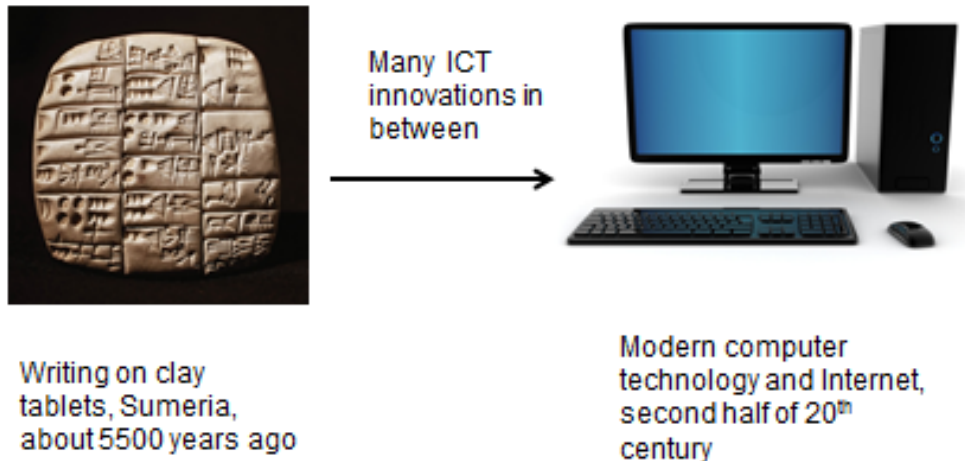 Many ICT
innovations in
between
Writing on clay
tablets, Sumeria,
about 5500 years ago
Modern computer
technology and Internet,
second half of 20th
century